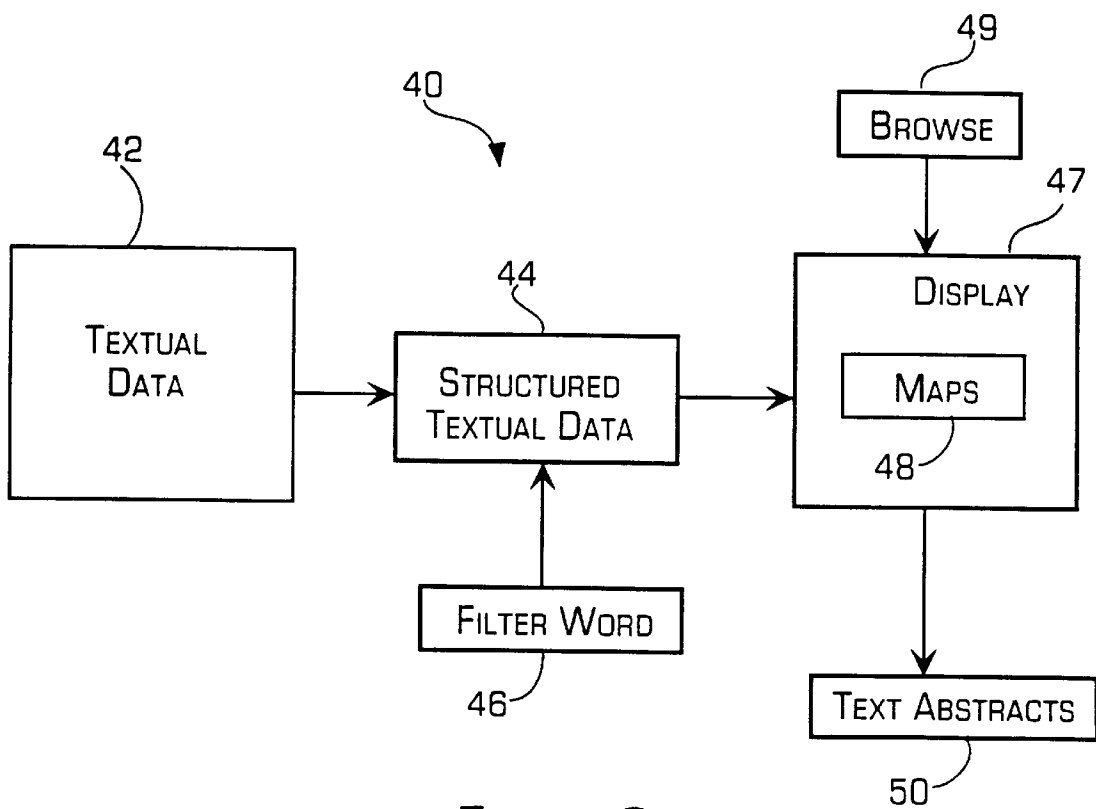 49
40
BROWSE
42
47
44
DISPLAY
TEXTUAL
DATA
STRUCTURED
TEXTUAL DATA
MAPS
48
FILTER WORD
46
TEXT ABSTRACTS
50